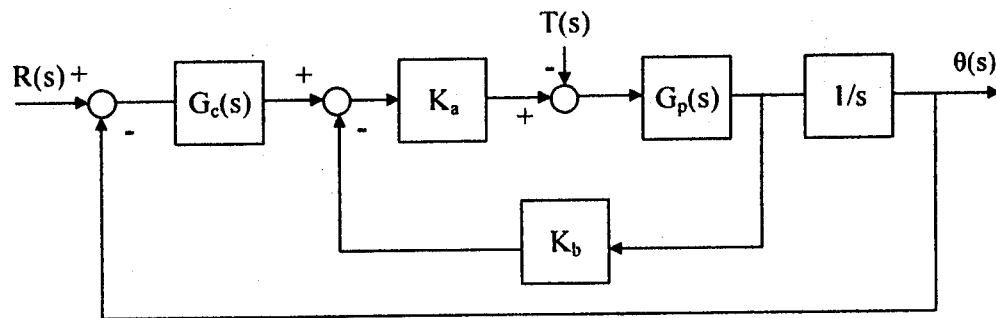 T(s)
R(s) + - G_c(s) + - K_a + - G_p(s) 1/s θ(s)
K_b